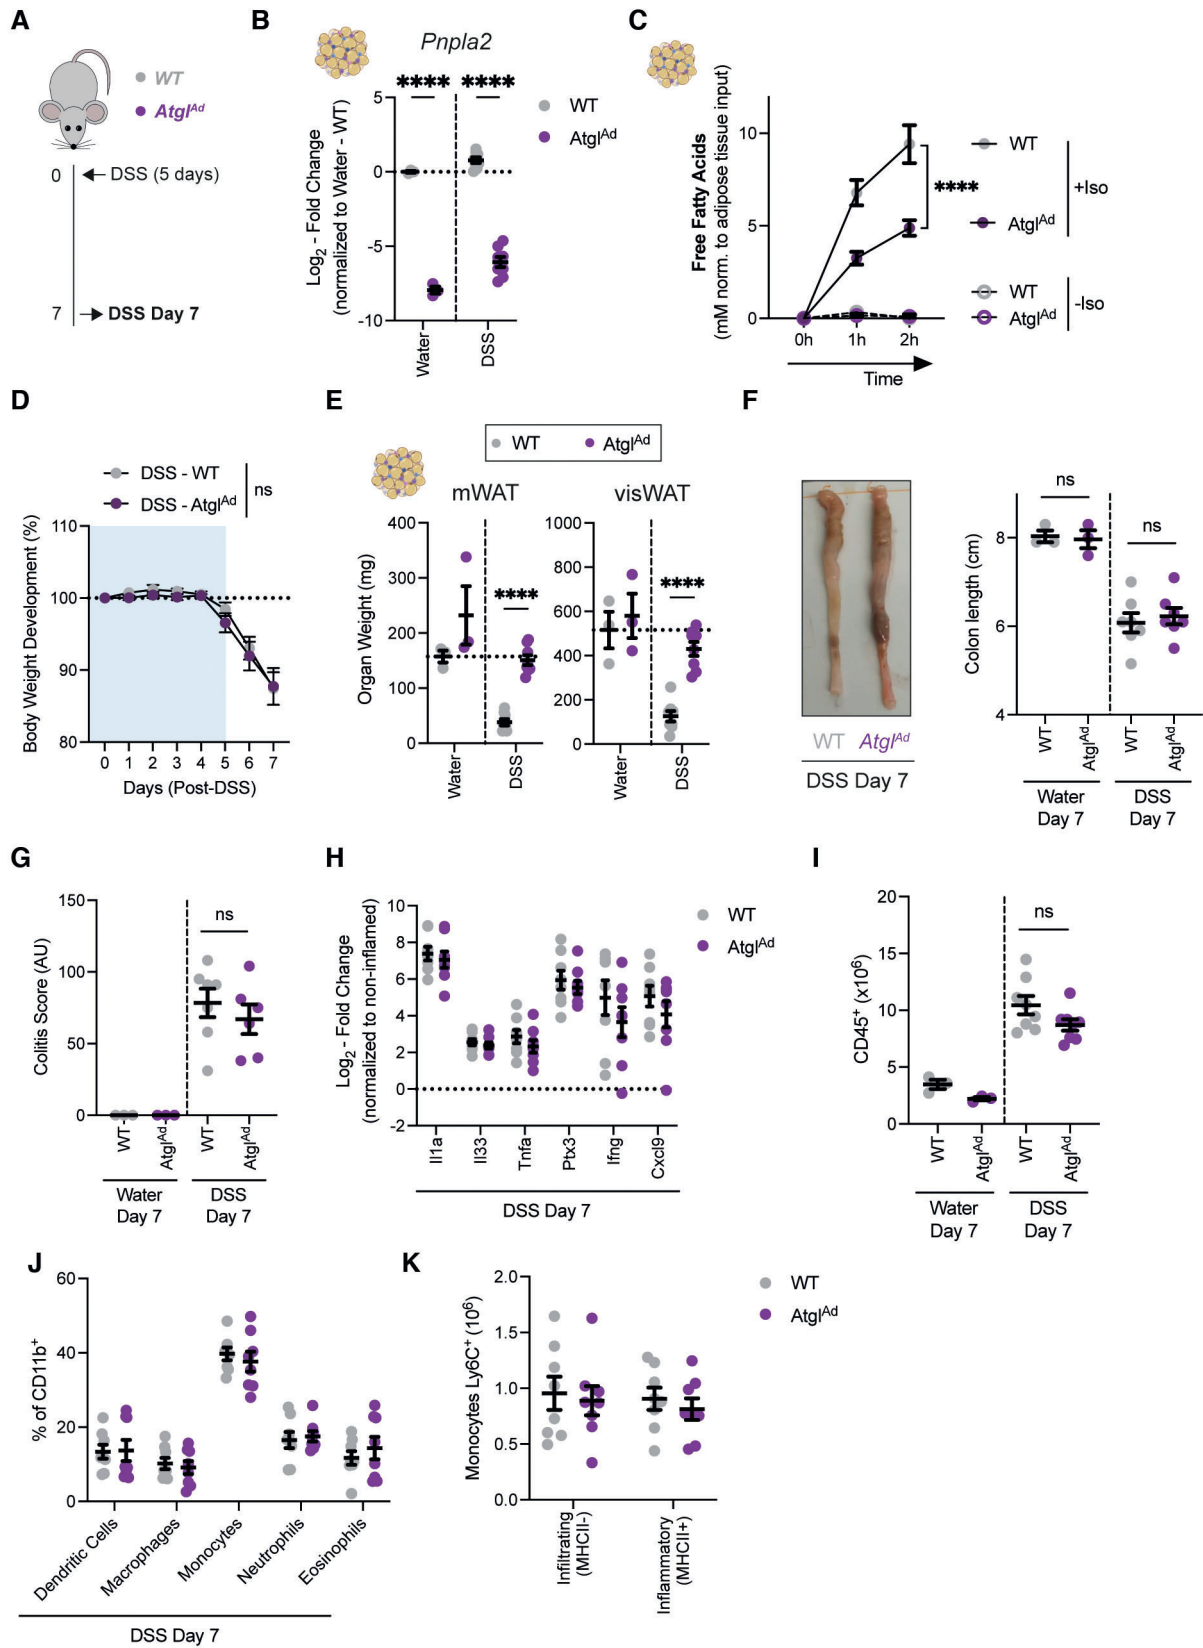 A
WT
Atgl^Ad
0
DSS (5 days)
7
DSS Day 7
B
Pnpla2
**** ****
Log2 - Fold Change
(normalized to Water - WT)
5
0
-5
-10
Water
DSS
WT
Atgl^Ad
C
Free Fatty Acids
(mM norm. to adipose tissue input)
10
5
0
0h 1h 2h
Time
****
WT
Atgl^Ad
+Iso
WT
Atgl^Ad
-Iso
D
DSS - WT
DSS - Atgl^Ad
ns
Body Weight Development (%)
110
100
90
80
0 1 2 3 4 5 6 7
Days (Post-DSS)
E
WT Atgl^Ad
mWAT
Organ Weight (mg)
400
300
200
100
0
****
Water
DSS
visWAT
1000
800
600
400
200
0
****
Water
DSS
F
WT Atgl^Ad
DSS Day 7
Colon length (cm)
8
6
4
ns
ns
WT
Atgl^Ad
WT
Atgl^Ad
Water
Day 7
DSS
Day 7
G
Colitis Score (AU)
150
100
50
0
ns
WT
Atgl^Ad
WT
Atgl^Ad
Water
Day 7
DSS
Day 7
H
Log2 - Fold Change
(normalized to non-inflamed)
10
8
6
4
2
0
-2
Il1a
Il33
Tnfa
Ptx3
Ifng
Cxcl9
DSS Day 7
WT
Atgl^Ad
I
CD45+ (x10^6)
20
15
10
5
0
ns
WT
Atgl^Ad
WT
Atgl^Ad
Water
Day 7
DSS
Day 7
J
% of CD11b+
60
40
20
0
Dendritic Cells
Macrophages
Monocytes
Neutrophils
Eosinophils
DSS Day 7
K
Monocytes Ly6C+ (10^6)
2.0
1.5
1.0
0.5
0.0
Infiltrating
(MHCII-)
Inflammatory
(MHCII+)
WT
Atgl^Ad